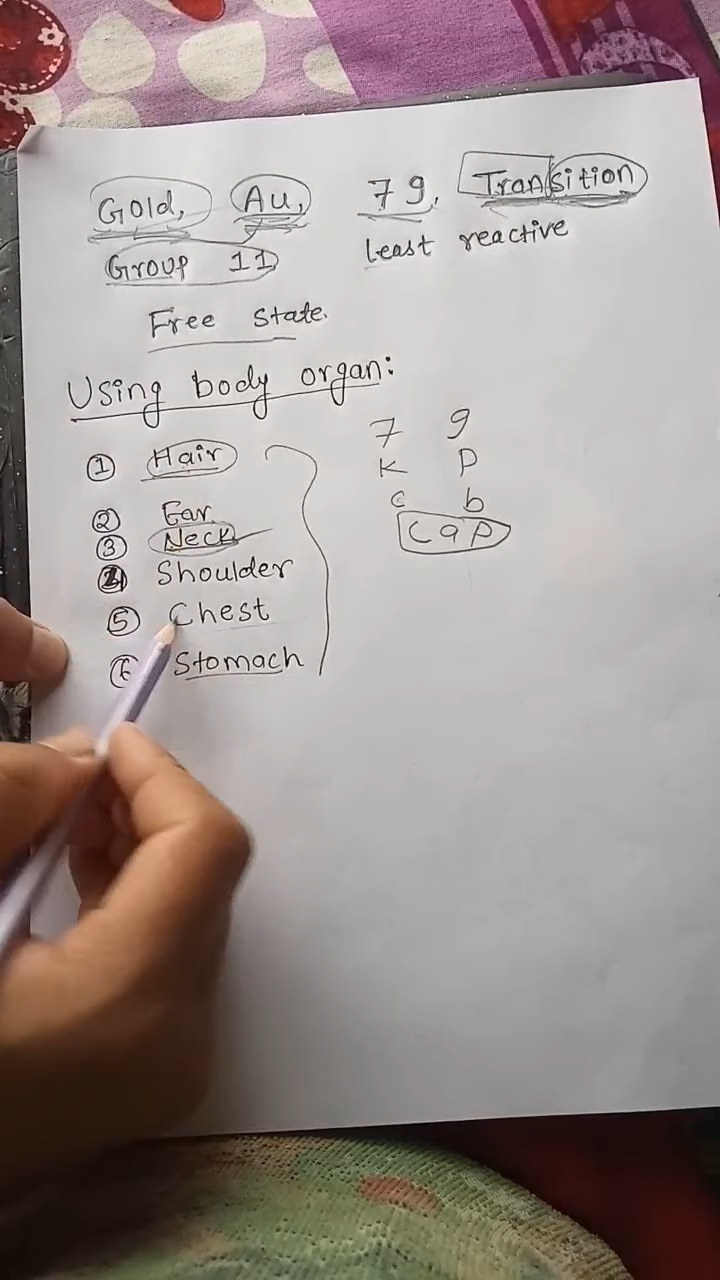 Gold, Au, 79, Transition
Group 11 least reactive
Free state.
Using body organ:
① Hair
② Ear
③ Neck
4 Shoulder
⑤ Chest
⑥ Stomach
7 9
K P
c b
Cap